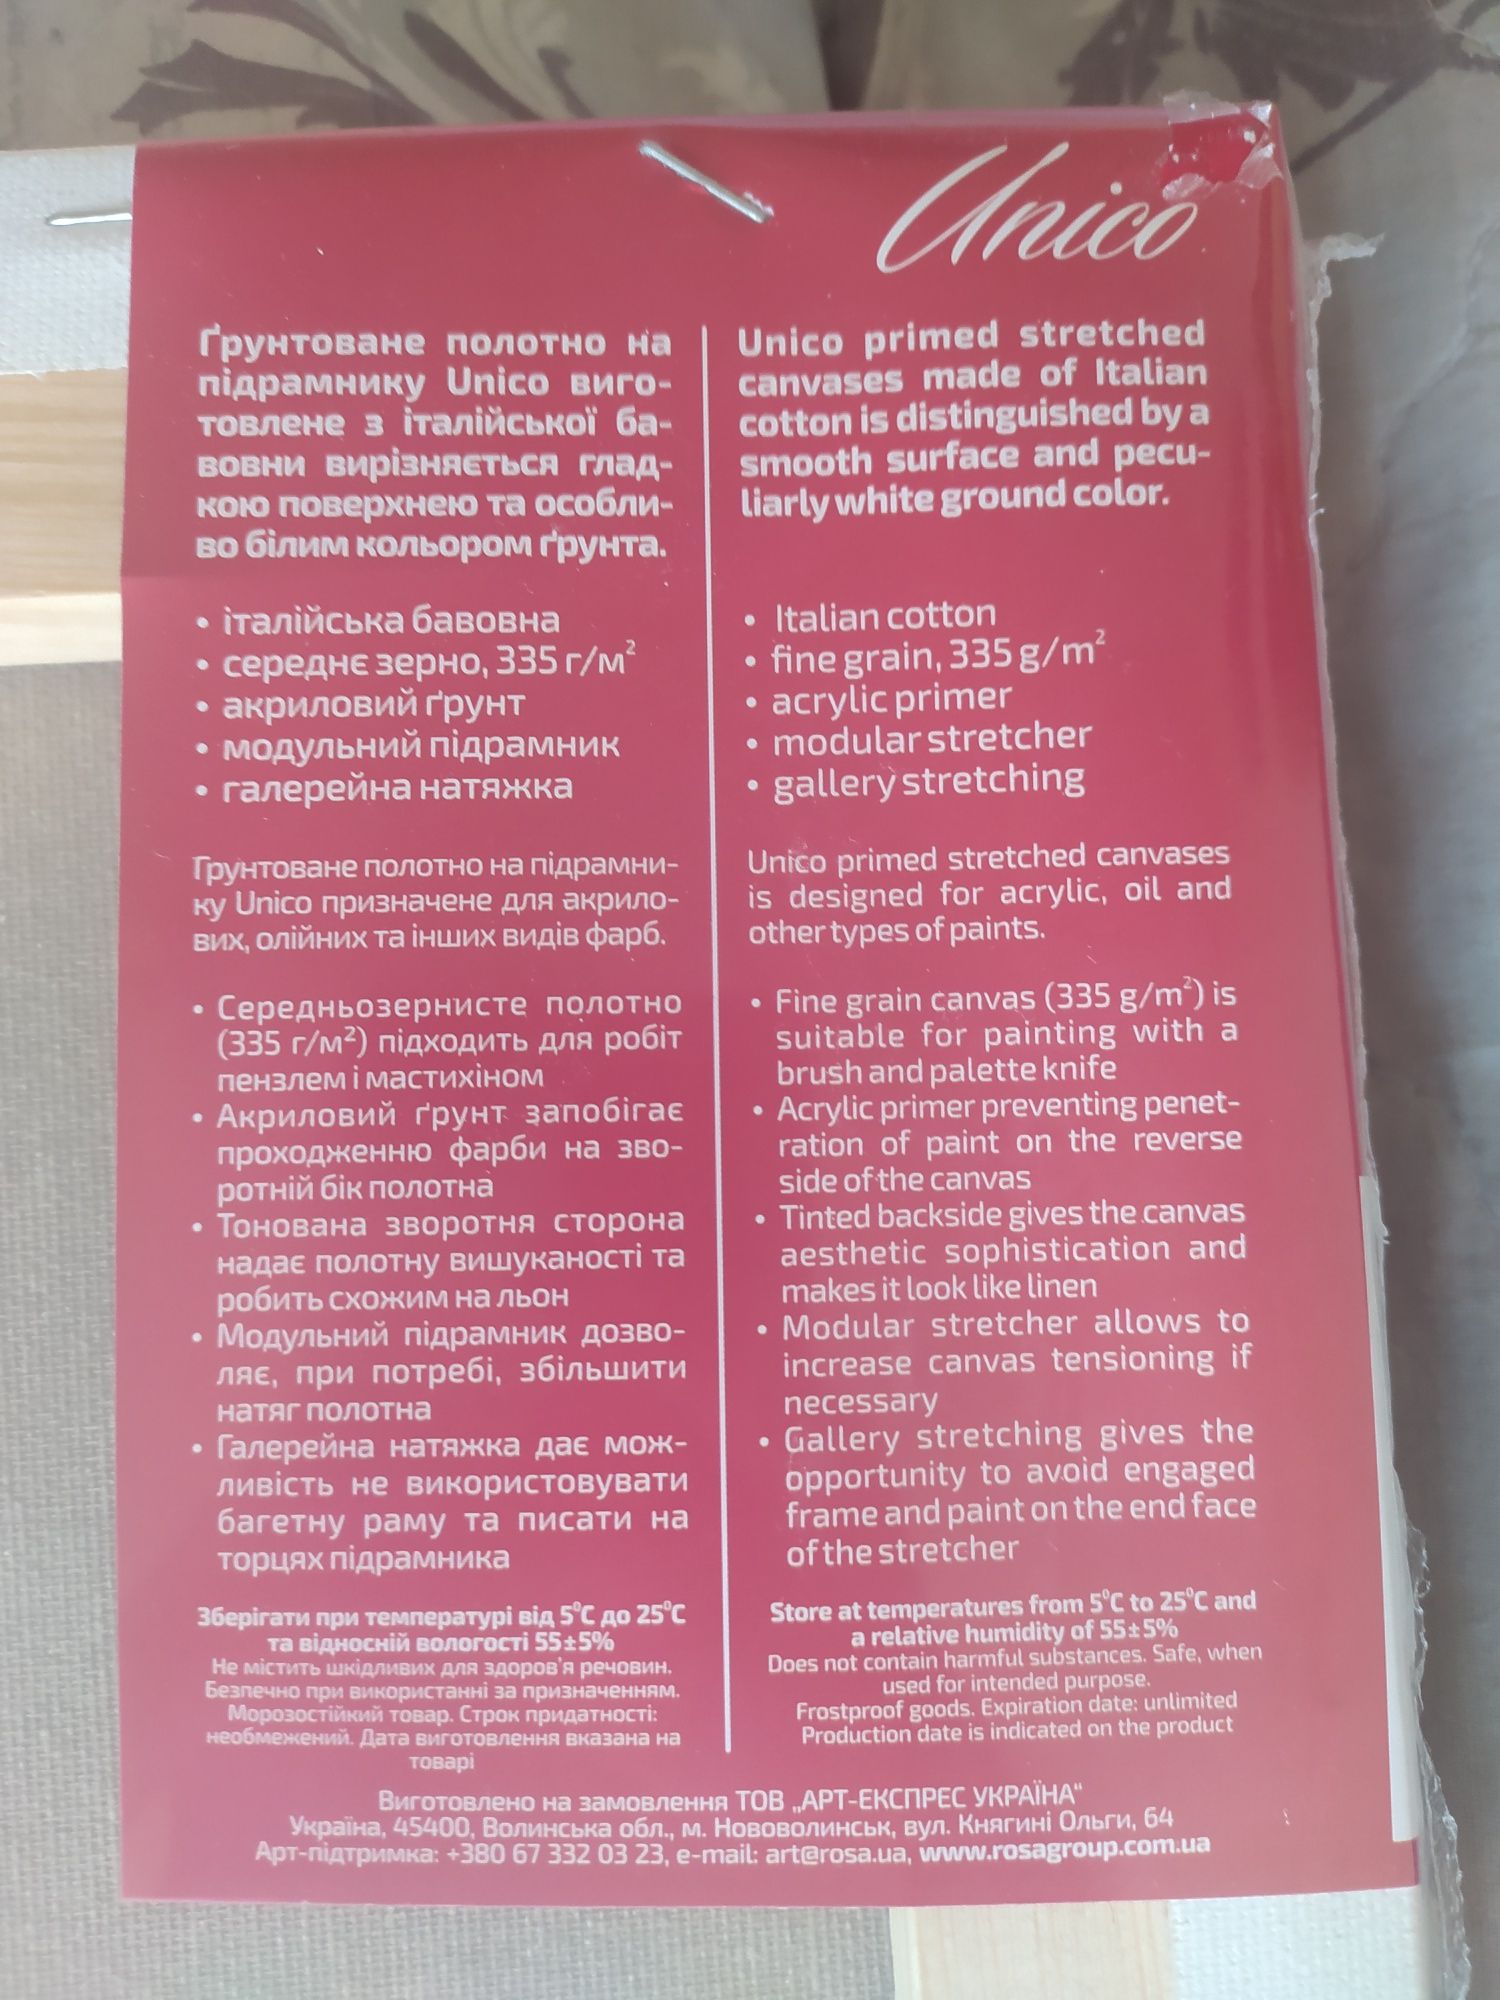 Unico
Ґрунтоване полотно на
підрамнику Unico виго-
товлене з італійської ба-
вовни вирізняється глад-
кою поверхнею та особли-
во білим кольором ґрунта.
• італійська бавовна
• середнє зерно, 335 г/м²
• акриловий ґрунт
• модульний підрамник
• галерейна натяжка
Ґрунтоване полотно на підрамни-
ку Unico призначене для акрило-
вих, олійних та інших видів фарб.
• Середньозернисте полотно
(335 г/м²) підходить для робіт
пензлем і мастихіном
• Акриловий ґрунт запобігає
проходженню фарби на зво-
ротній бік полотна
• Тонована зворотня сторона
надає полотну вишуканості та
робить схожим на льон
• Модульний підрамник дозво-
ляє, при потребі, збільшити
натяг полотна
• Галерейна натяжка дає мож-
ливість не використовувати
багетну раму та писати на
торцях підрамника
Зберігати при температурі від 5⁰С до 25⁰С
та відносній вологості 55±5%
Не містить шкідливих для здоров'я речовин.
Безпечно при використанні за призначенням.
Морозостійкий товар. Строк придатності:
необмежений. Дата виготовлення вказана на
товарі
Unico primed stretched
canvases made of Italian
cotton is distinguished by a
smooth surface and pecu-
liarly white ground color.
• Italian cotton
• fine grain, 335 g/m²
• acrylic primer
• modular stretcher
• gallery stretching
Unico primed stretched canvases
is designed for acrylic, oil and
other types of paints.
• Fine grain canvas (335 g/m²) is
suitable for painting with a
brush and palette knife
• Acrylic primer preventing penet-
ration of paint on the reverse
side of the canvas
• Tinted backside gives the canvas
aesthetic sophistication and
makes it look like linen
• Modular stretcher allows to
increase canvas tensioning if
necessary
• Gallery stretching gives the
opportunity to avoid engaged
frame and paint on the end face
of the stretcher
Store at temperatures from 5⁰C to 25⁰C and
a relative humidity of 55±5%
Does not contain harmful substances. Safe, when
used for intended purpose.
Frostproof goods. Expiration date: unlimited
Production date is indicated on the product
Виготовлено на замовлення ТОВ „АРТ-ЕКСПРЕС УКРАЇНА"
Україна, 45400, Волинська обл., м. Нововолинськ, вул. Княгині Ольги, 64
Арт-підтримка: +380 67 332 03 23, e-mail: art@rosa.ua, www.rosagroup.com.ua